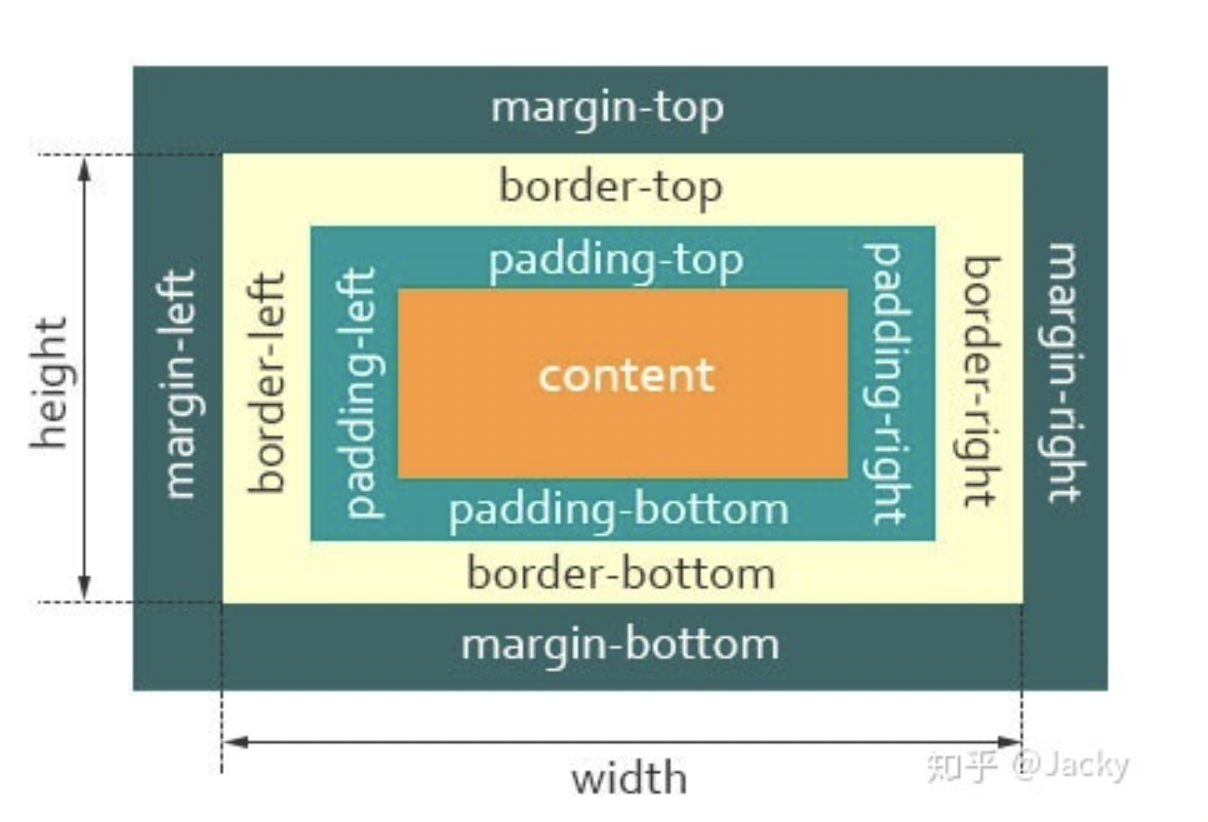 margin-top
border-top
padding-top
height
margin-left
border-left
padding-left
content
padding-right
border-right
margin-right
padding-bottom
border-bottom
margin-bottom
width
知乎 @Jacky